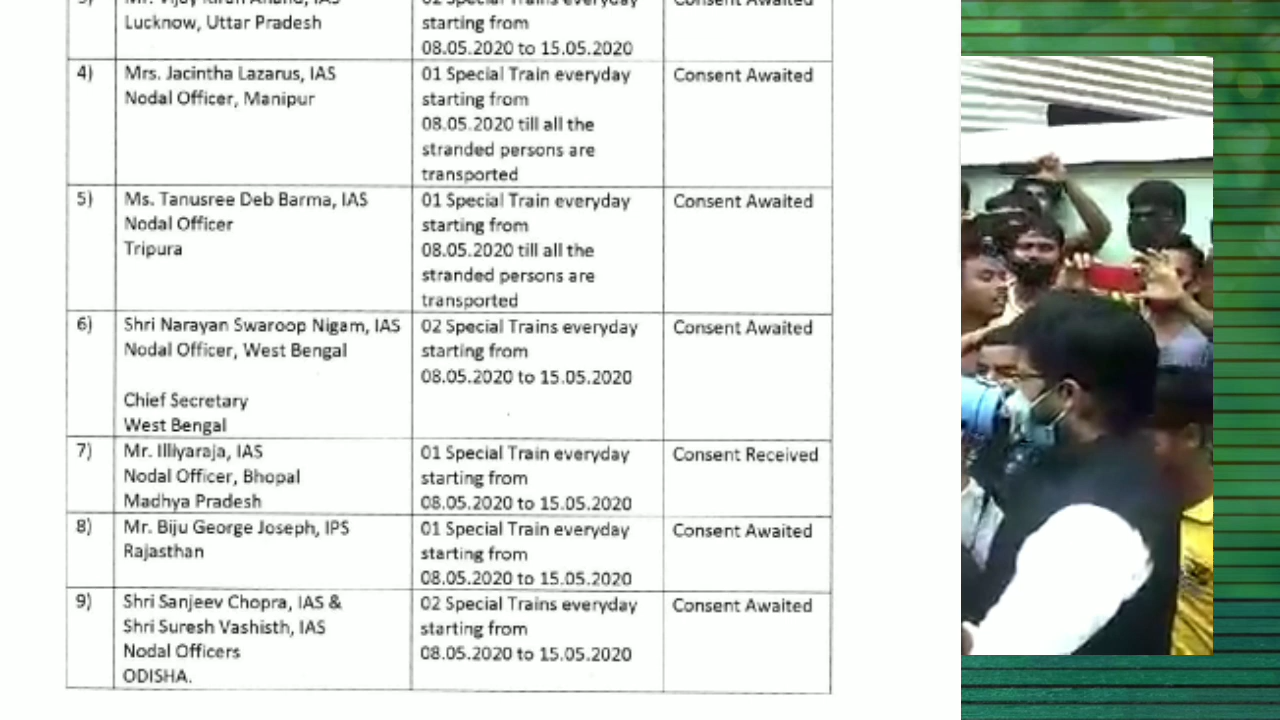 Lucknow, Uttar Pradesh
starting from
08.05.2020 to 15.05.2020
4)
Mrs. Jacintha Lazarus, IAS
Nodal Officer, Manipur
01 Special Train everyday
starting from
08.05.2020 till all the
stranded persons are
transported
Consent Awaited
5)
Ms. Tanusree Deb Barma, IAS
Nodal Officer
Tripura
01 Special Train everyday
starting from
08.05.2020 till all the
stranded persons are
transported
Consent Awaited
6)
Shri Narayan Swaroop Nigam, IAS
Nodal Officer, West Bengal
Chief Secretary
West Bengal
02 Special Trains everyday
starting from
08.05.2020 to 15.05.2020
Consent Awaited
7)
Mr. Illiyaraja, IAS
Nodal Officer, Bhopal
Madhya Pradesh
01 Special Train everyday
starting from
08.05.2020 to 15.05.2020
Consent Received
8)
Mr. Biju George Joseph, IPS
Rajasthan
01 Special Train everyday
starting from
08.05.2020 to 15.05.2020
Consent Awaited
9)
Shri Sanjeev Chopra, IAS &
Shri Suresh Vashisth, IAS
Nodal Officers
ODISHA.
02 Special Trains everyday
starting from
08.05.2020 to 15.05.2020
Consent Awaited